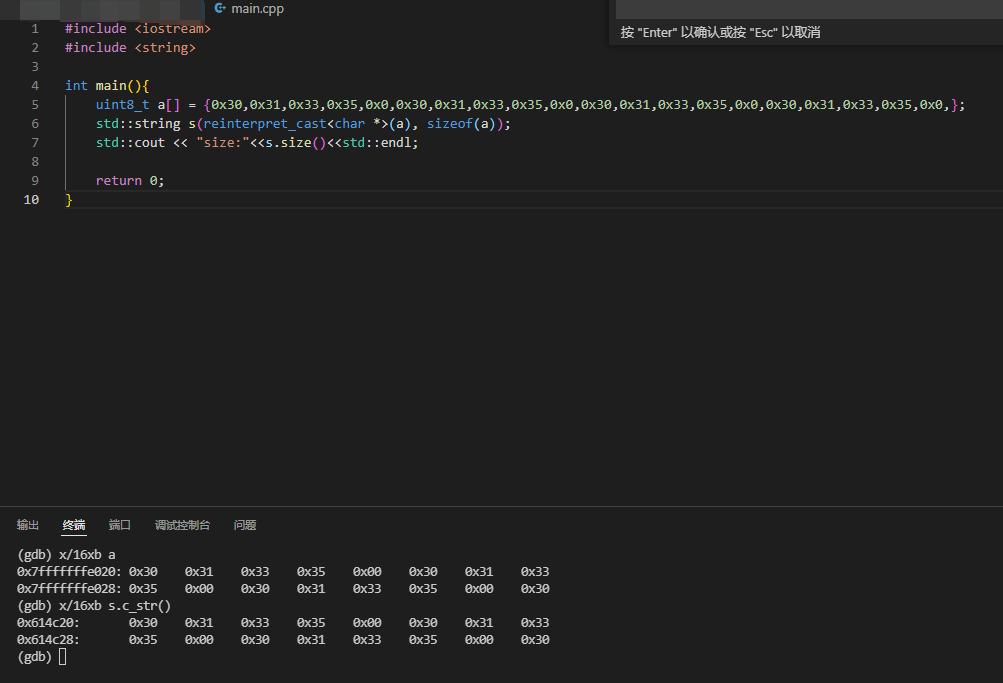 main.cpp
按 "Enter" 以确认或按 "Esc" 以取消
1 #include <iostream>
2 #include <string>
3
4 int main(){
5 uint8_t a[] = {0x30,0x31,0x33,0x35,0x0,0x30,0x31,0x33,0x35,0x0,0x30,0x31,0x33,0x35,0x0,0x30,0x31,0x33,0x35,0x0,};
6 std::string s(reinterpret_cast<char *>(a), sizeof(a));
7 std::cout << "size:"<<s.size()<<std::endl;
8
9 return 0;
10 }
输出 终端 端口 调试控制台 问题
(gdb) x/16xb a
0x7fffffffe020: 0x30 0x31 0x33 0x35 0x00 0x30 0x31 0x33
0x7fffffffe028: 0x35 0x00 0x30 0x31 0x33 0x35 0x00 0x30
(gdb) x/16xb s.c_str()
0x614c20: 0x30 0x31 0x33 0x35 0x00 0x30 0x31 0x33
0x614c28: 0x35 0x00 0x30 0x31 0x33 0x35 0x00 0x30
(gdb)